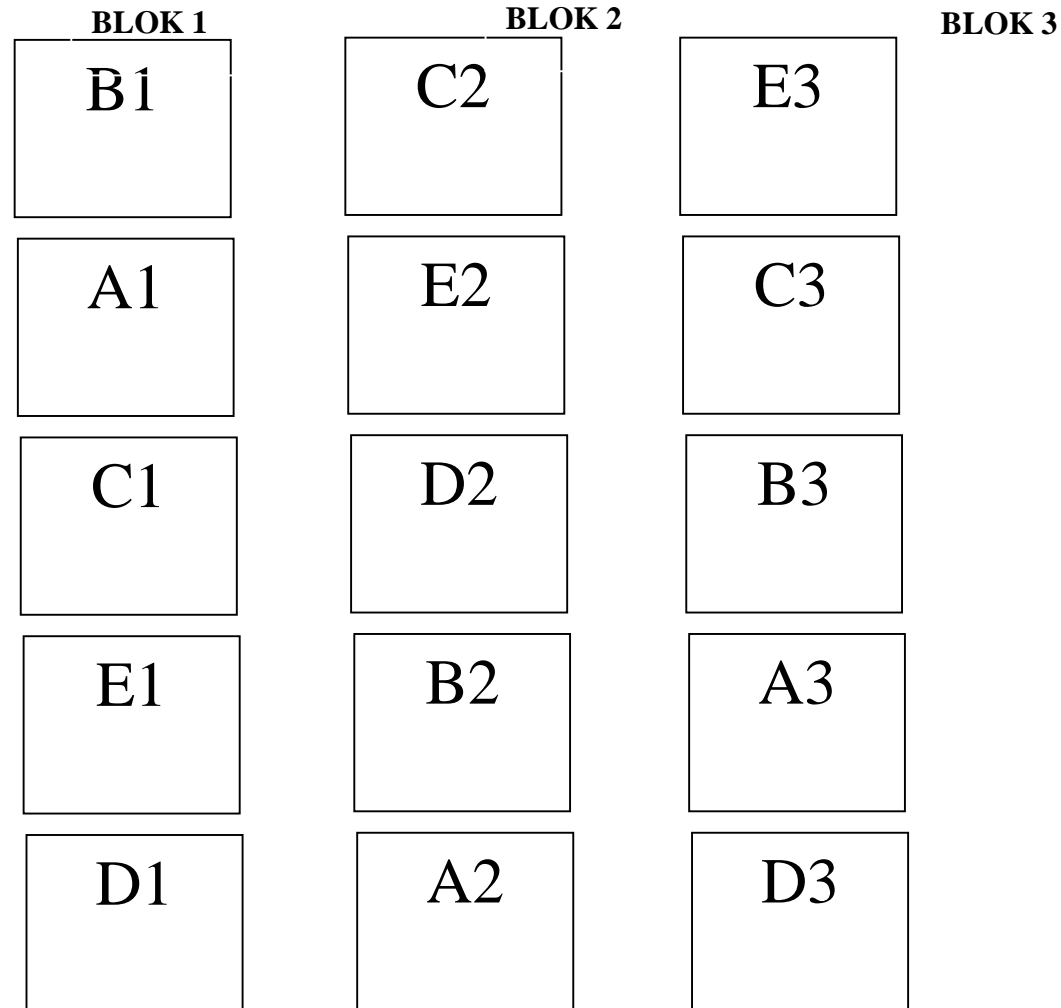 BLOK 1 BLOK 2 BLOK 3
B1 C2 E3
A1 E2 C3
C1 D2 B3
E1 B2 A3
D1 A2 D3